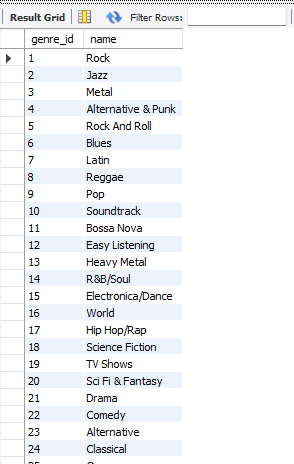 Result Grid Filter Rows:
genre_id name
1 Rock
2 Jazz
3 Metal
4 Alternative & Punk
5 Rock And Roll
6 Blues
7 Latin
8 Reggae
9 Pop
10 Soundtrack
11 Bossa Nova
12 Easy Listening
13 Heavy Metal
14 R&B/Soul
15 Electronica/Dance
16 World
17 Hip Hop/Rap
18 Science Fiction
19 TV Shows
20 Sci Fi & Fantasy
21 Drama
22 Comedy
23 Alternative
24 Classical